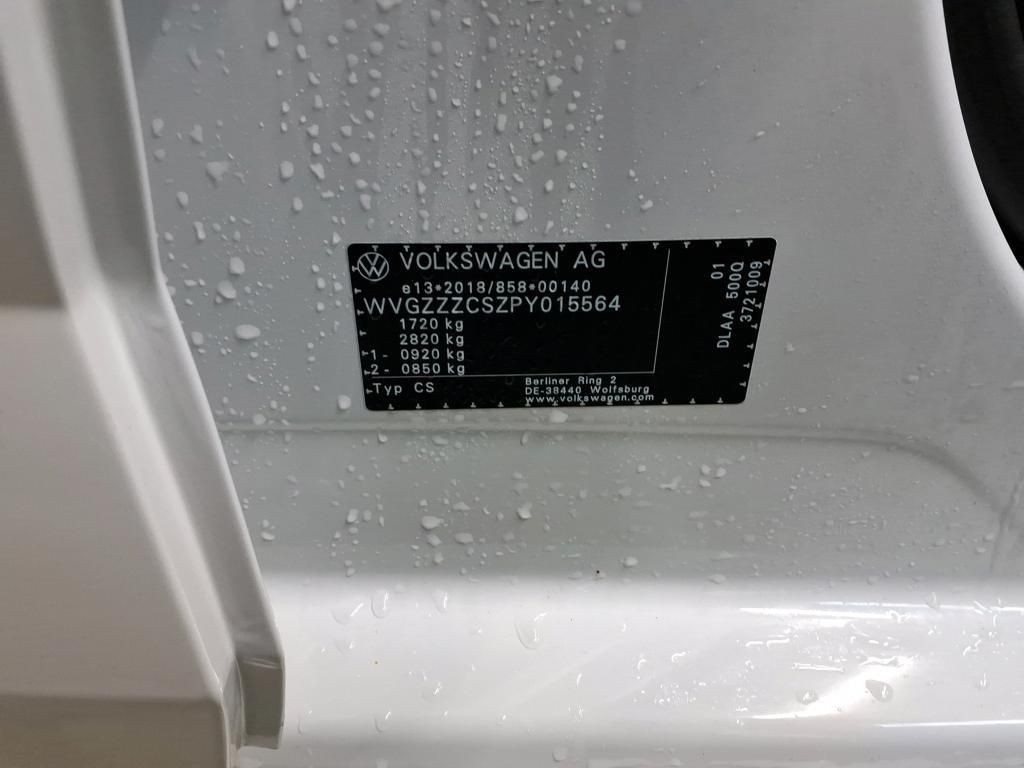 VOLKSWAGEN AG
e13*2018/858*00140
WVGZZZCSZPY015564
1720 kg
2820 kg
1- 0920 kg
2- 0850 kg
Typ CS
Berliner Ring 2
DE-38440 Wolfsburg
www.volkswagen.com
01
DLAA 500Q
3721009